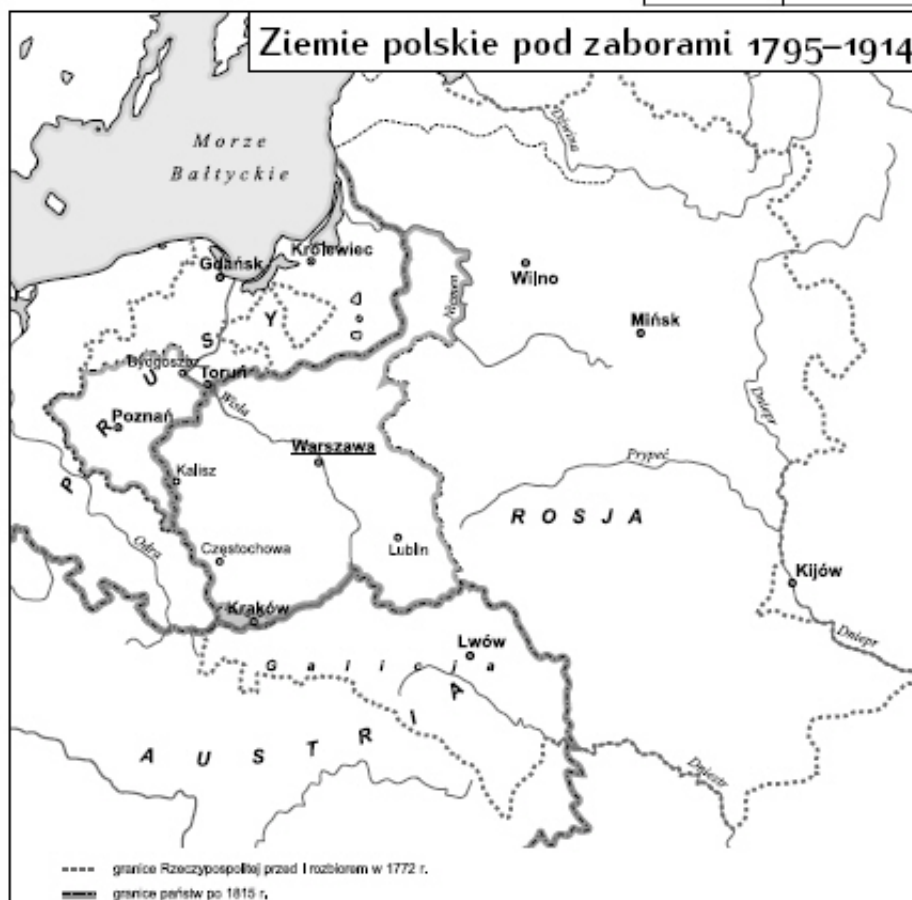 Ziemie polskie pod zaborami 1795–1914
Morze
Bałtyckie
Dźwina
Gdańsk
Królewiec
Wilno
Niemen
Mińsk
PRUSY
Bydgoszcz
Toruń
Wisła
Poznań
Warszawa
Dniepr
Kalisz
Prypeć
ROSJA
Odra
Częstochowa
Lublin
Kijów
Kraków
Dniepr
Lwów
Galicja
AUSTRIA
Dniestr
granice Rzeczypospolitej przed I rozbiorem w 1772 r.
granice państw po 1815 r.